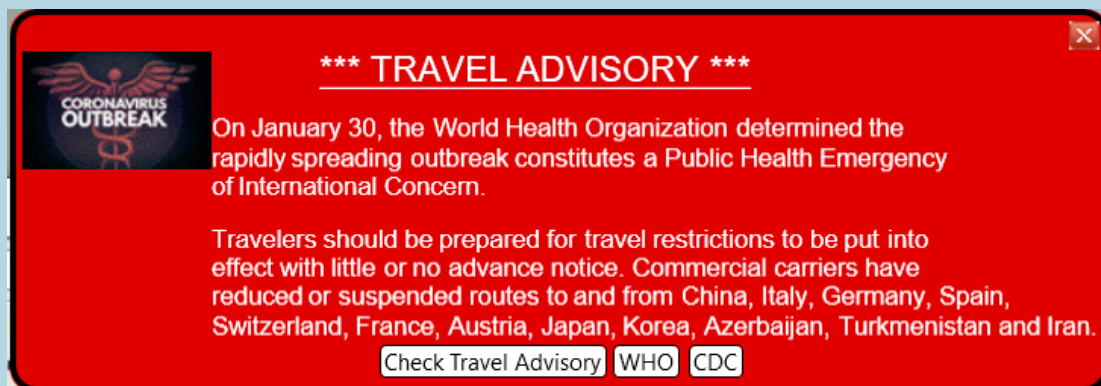 *** TRAVEL ADVISORY ***
CORONAVIRUS
OUTBREAK
On January 30, the World Health Organization determined the
rapidly spreading outbreak constitutes a Public Health Emergency
of International Concern.
Travelers should be prepared for travel restrictions to be put into
effect with little or no advance notice. Commercial carriers have
reduced or suspended routes to and from China, Italy, Germany, Spain,
Switzerland, France, Austria, Japan, Korea, Azerbaijan, Turkmenistan and Iran.
Check Travel Advisory WHO CDC